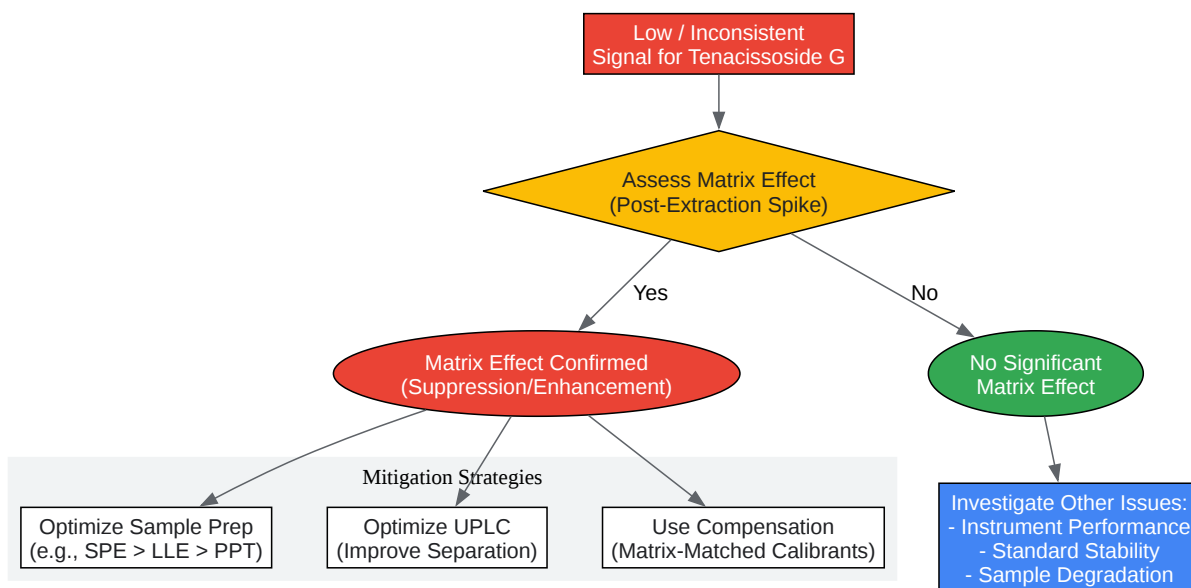 Low / Inconsistent
Signal for Tenacissoside G
Assess Matrix Effect
(Post-Extraction Spike)
Yes
No
Matrix Effect Confirmed
(Suppression/Enhancement)
No Significant
Matrix Effect
Mitigation Strategies
Optimize Sample Prep
(e.g., SPE > LLE > PPT)
Optimize UPLC
(Improve Separation)
Use Compensation
(Matrix-Matched Calibrants)
Investigate Other Issues:
- Instrument Performance
- Standard Stability
- Sample Degradation